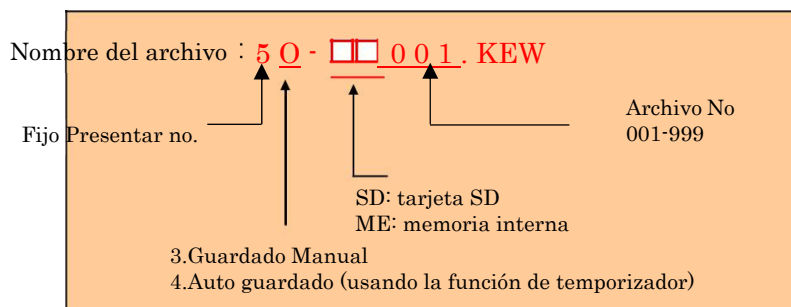 Nombre del archivo : 5 O - □□ 0 0 1 . KEW
Archivo No
001-999
Fijo Presentar no.
SD: tarjeta SD
ME: memoria interna
3.Guardado Manual
4.Auto guardado (usando la función de temporizador)